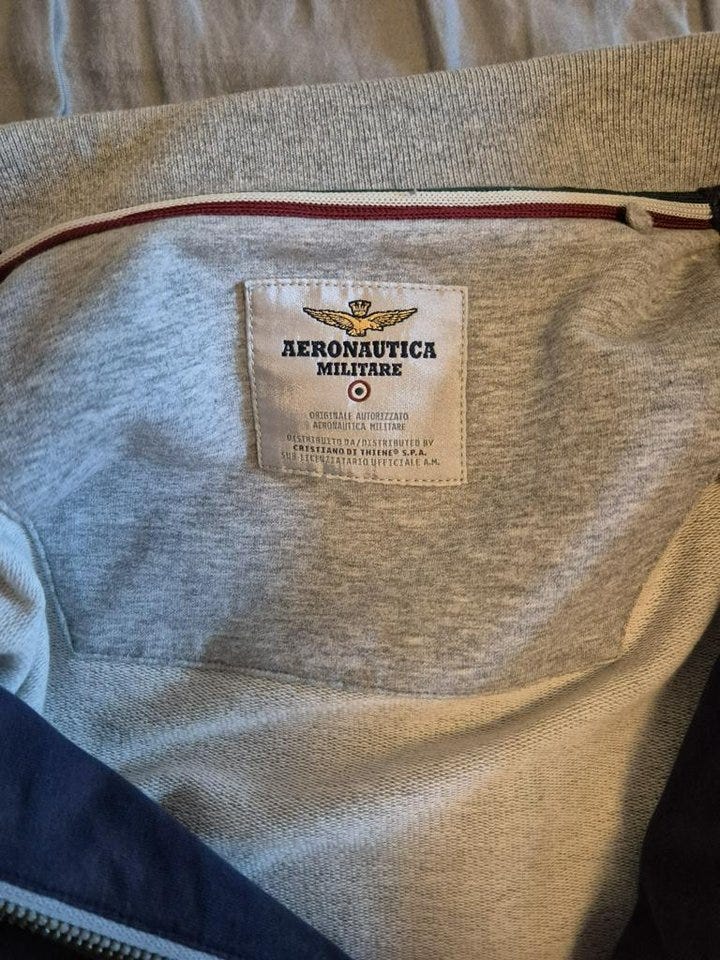 AERONAUTICA
MILITARE
ORIGINALE AUTORIZZATO
AERONAUTICA MILITARE
DISTRIBUITO DA/DISTRIBUTED BY
CRISTIANO DI THIENE® S.P.A.
SUB LICENZIATARIO UFFICIALE A.M.